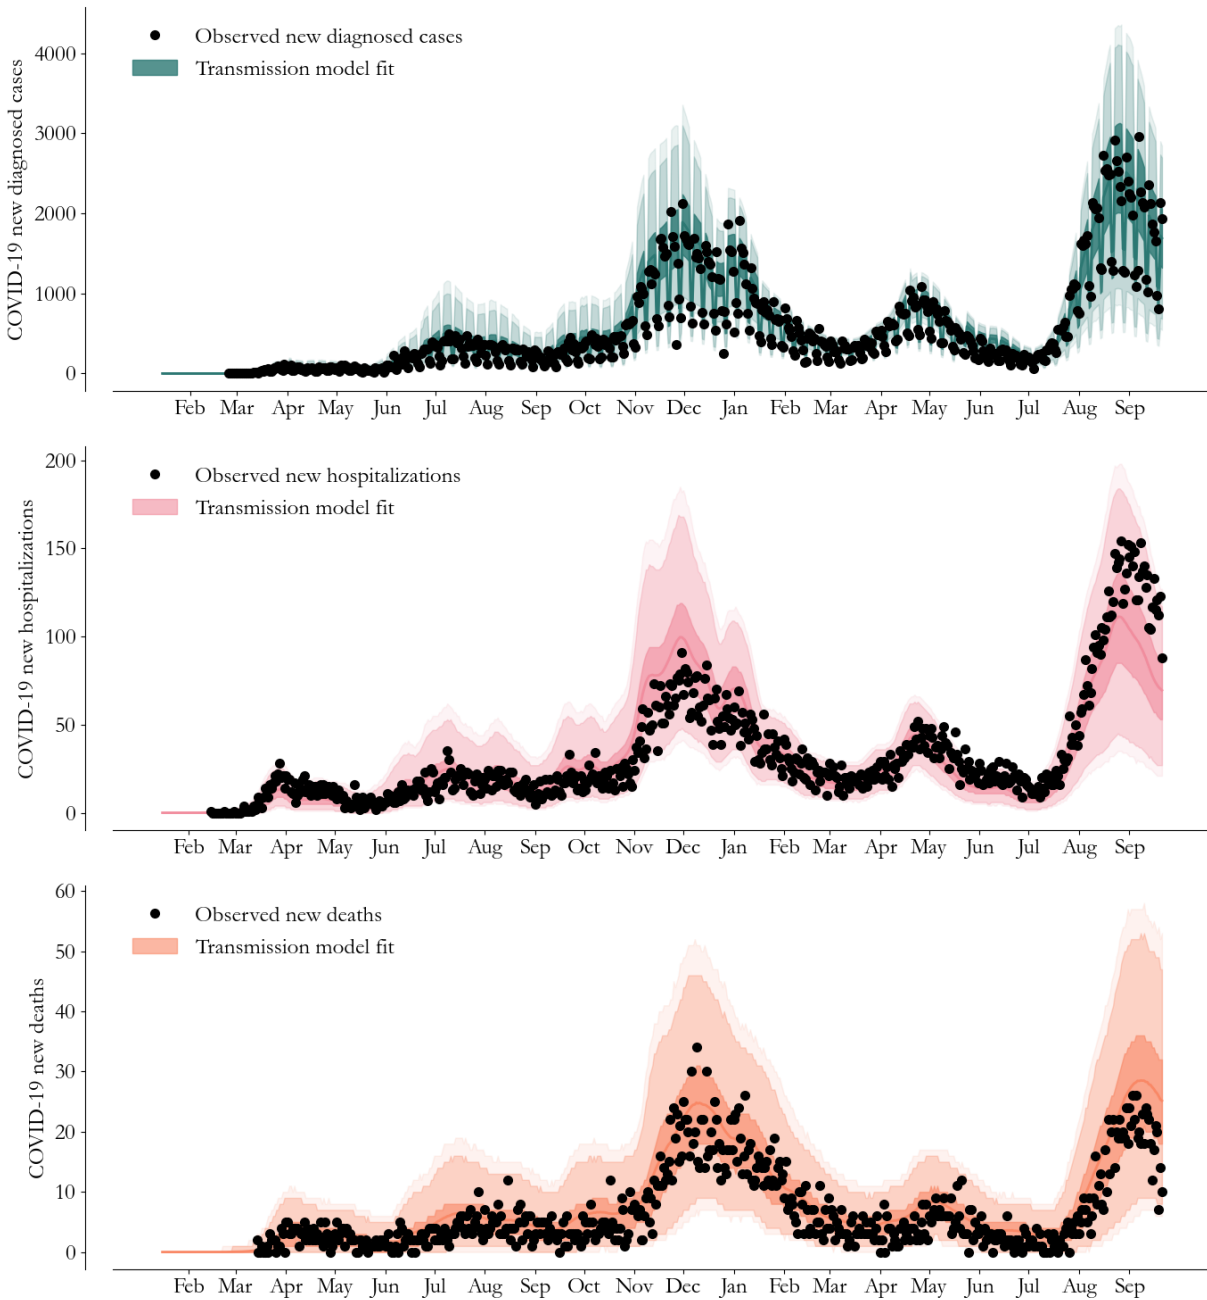 COVID-19 new diagnosed cases
4000
3000
2000
1000
0
Observed new diagnosed cases
Transmission model fit
Feb Mar Apr May Jun Jul Aug Sep Oct Nov Dec Jan Feb Mar Apr May Jun Jul Aug Sep
COVID-19 new hospitalizations
200
150
100
50
0
Observed new hospitalizations
Transmission model fit
Feb Mar Apr May Jun Jul Aug Sep Oct Nov Dec Jan Feb Mar Apr May Jun Jul Aug Sep
COVID-19 new deaths
60
50
40
30
20
10
0
Observed new deaths
Transmission model fit
Feb Mar Apr May Jun Jul Aug Sep Oct Nov Dec Jan Feb Mar Apr May Jun Jul Aug Sep